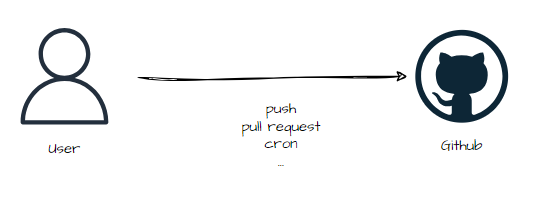 push
pull request
cron
...
User
Github